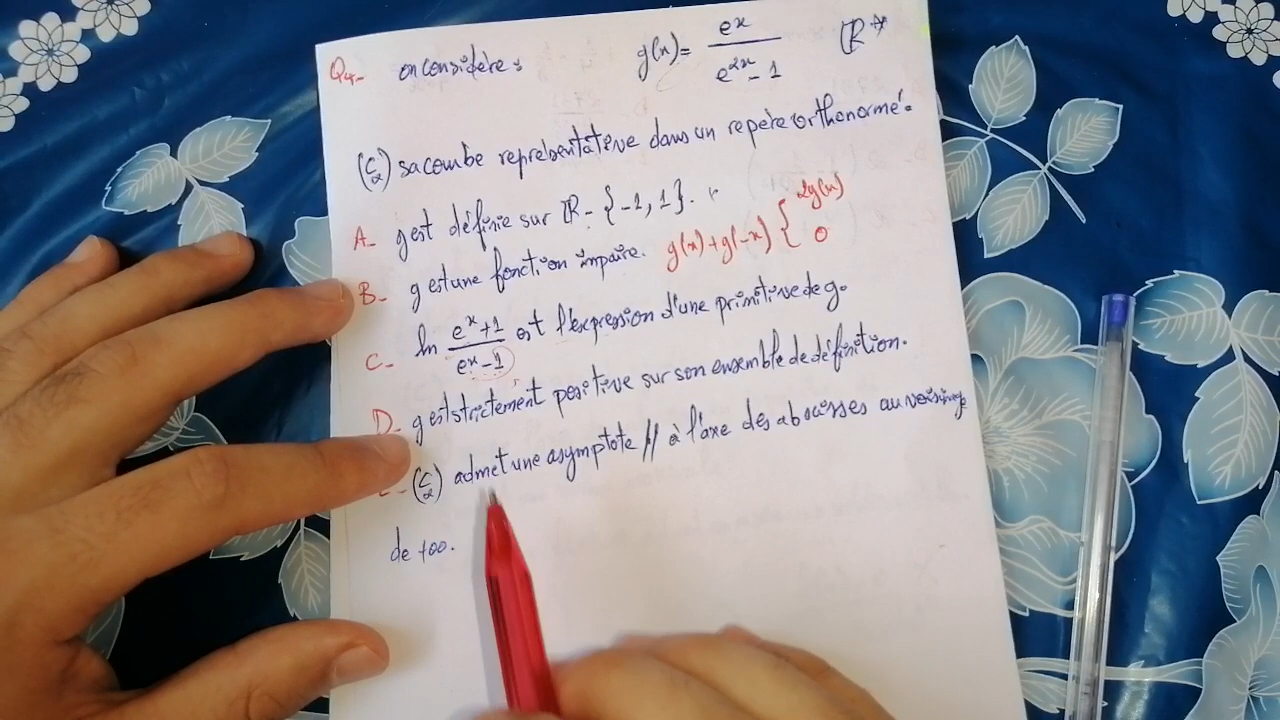 Q4- on considère : g(x)= e^x / e^2x - 1 ℝ*
(C) sa courbe représentative dans un repère orthonormé.
A- g est définie sur ℝ - {-1, 1}.
B- g est une fonction impaire. g(x)+g(-x) { 2g(x) 0
C- ln e^x+1 / e^x-1 est l'expression d'une primitive de g.
D- g est strictement positive sur son ensemble de définition.
(C) admet une asymptote // à l'axe des abscisses au voisinage
de +∞.